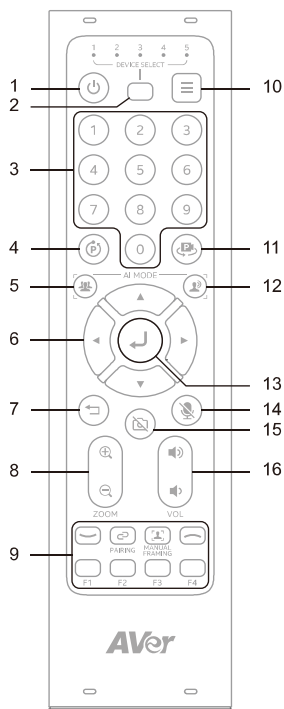 1 2 3 4 5
DEVICE SELECT
1
2
10
1 2 3
3
4 5 6
7 8 9
4
P
0
P
11
AI MODE
5
12
6
13
7
14
15
8
16
ZOOM
VOL
9
PAIRING
MANUAL
FRAMING
F1 F2 F3 F4
AVer